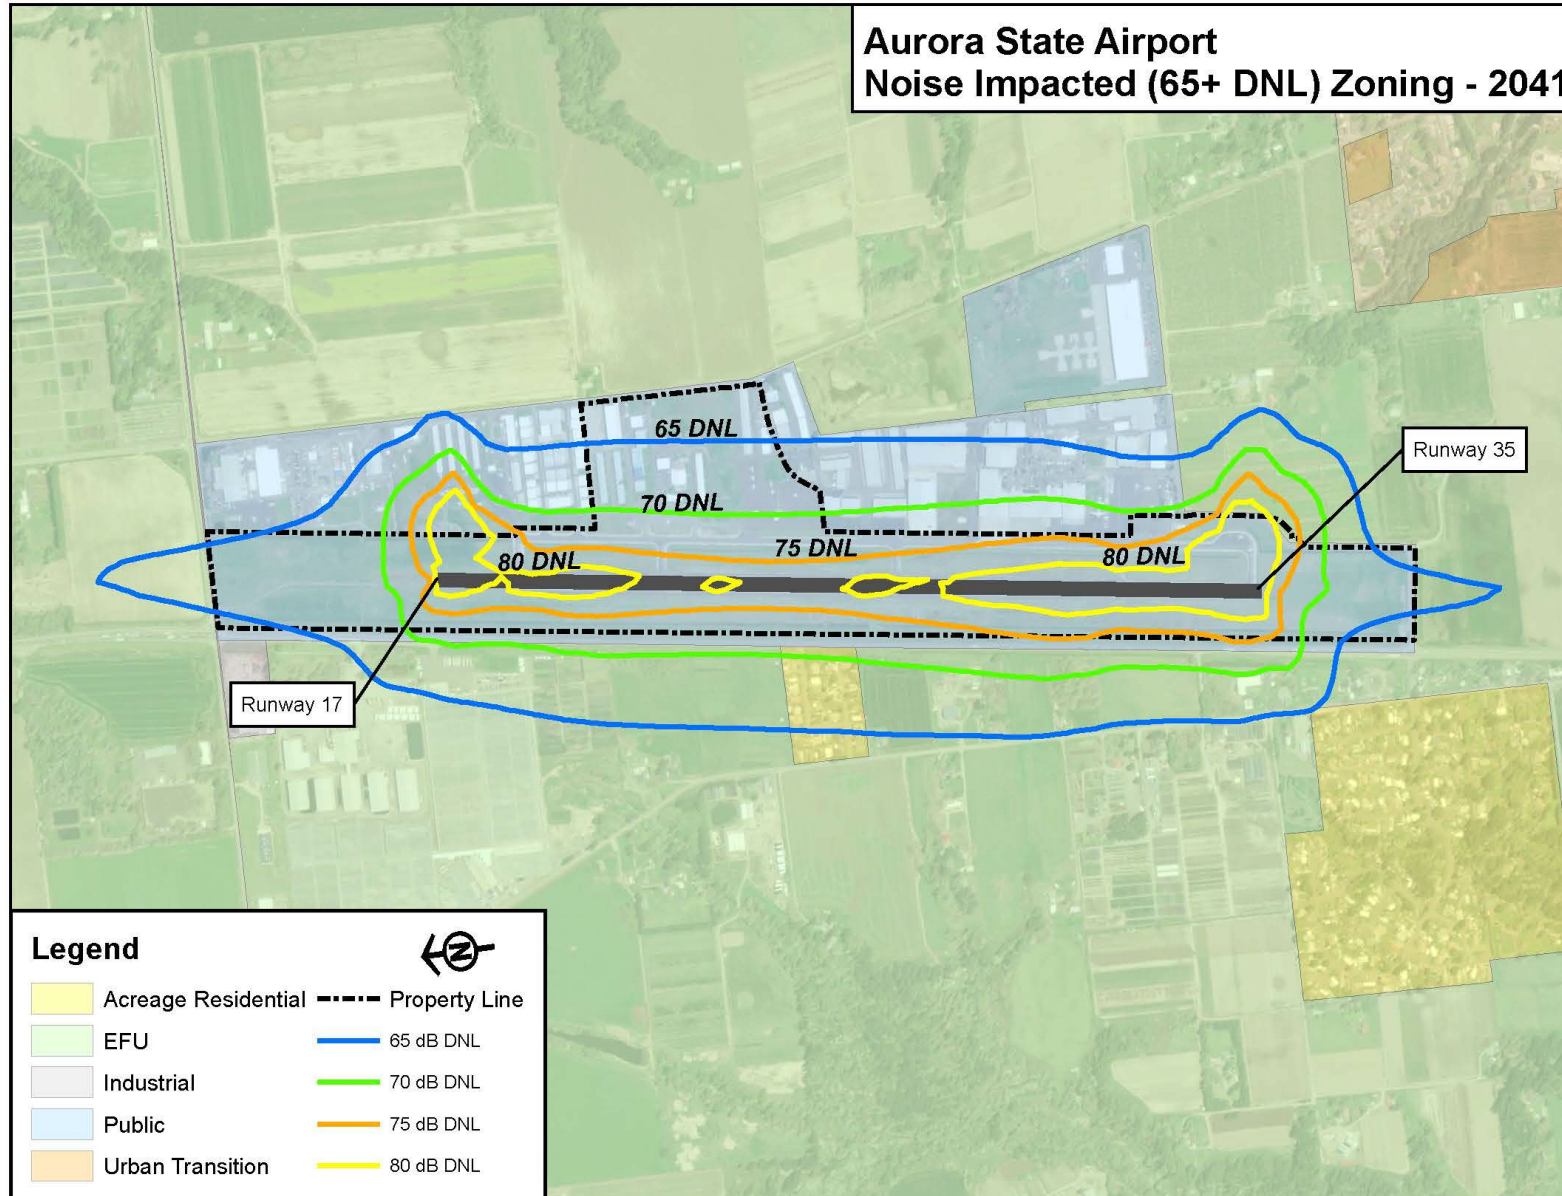 Aurora State Airport
Noise Impacted (65+ DNL) Zoning - 2041
65 DNL
Runway 35
70 DNL
75 DNL
80 DNL
80 DNL
Runway 17
Legend
N
Acreage Residential
Property Line
EFU
65 dB DNL
Industrial
70 dB DNL
Public
75 dB DNL
Urban Transition
80 dB DNL